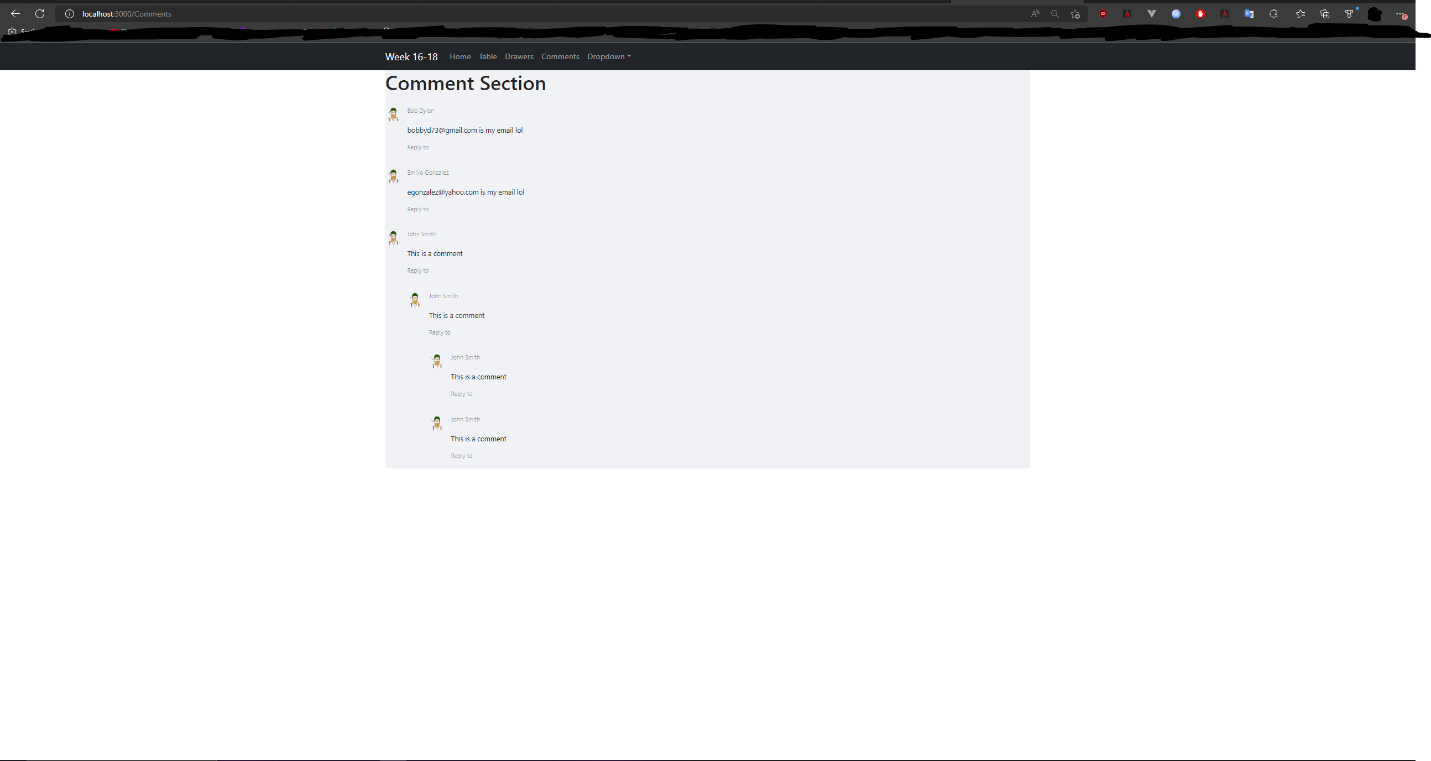 localhost:3000/Comments
Week 16-18 Home Table Drawers Comments Dropdown
Comment Section
Bob Dylan
bobbyd73@gmail.com is my email lol
Reply to
Emilio Gonzalez
egonzalez@yahoo.com is my email lol
Reply to
John Smith
This is a comment
Reply to
John Smith
This is a comment
Reply to
John Smith
This is a comment
Reply to
John Smith
This is a comment
Reply to